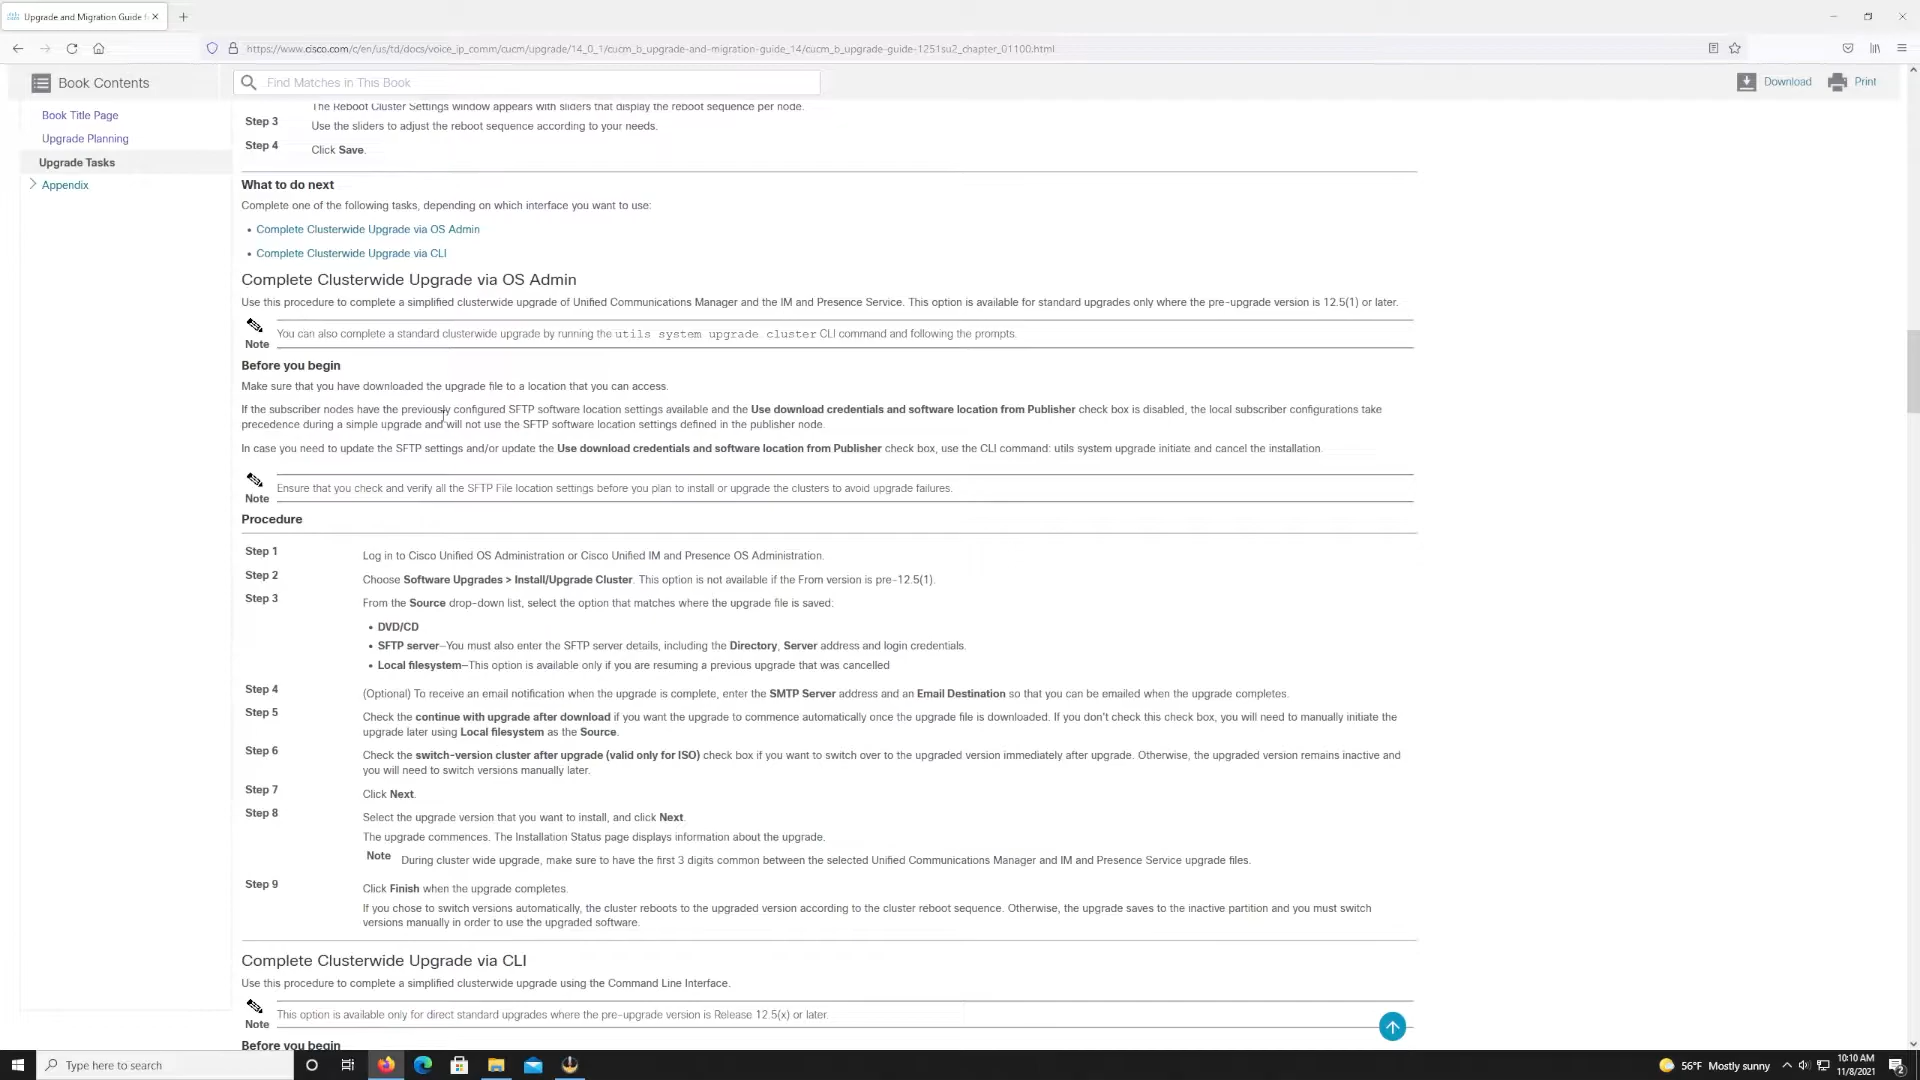 Upgrade and Migration Guide f
https://www.cisco.com/c/en/us/td/docs/voice_ip_comm/cucm/upgrade/14_0_1/cucm_b_upgrade-and-migration-guide_14/cucm_b_upgrade-guide-1251su2_chapter_01100.html
Book Contents
Find Matches in This Book
Download
Print
Book Title Page
Upgrade Planning
Upgrade Tasks
Appendix
The Reboot Cluster Settings window appears with sliders that display the reboot sequence per node.
Step 3
Use the sliders to adjust the reboot sequence according to your needs.
Step 4
Click Save.
What to do next
Complete one of the following tasks, depending on which interface you want to use:
• Complete Clusterwide Upgrade via OS Admin
• Complete Clusterwide Upgrade via CLI
Complete Clusterwide Upgrade via OS Admin
Use this procedure to complete a simplified clusterwide upgrade of Unified Communications Manager and the IM and Presence Service. This option is available for standard upgrades only where the pre-upgrade version is 12.5(1) or later.
You can also complete a standard clusterwide upgrade by running the utils system upgrade cluster CLI command and following the prompts.
Note
Before you begin
Make sure that you have downloaded the upgrade file to a location that you can access.
If the subscriber nodes have the previously configured SFTP software location settings available and the Use download credentials and software location from Publisher check box is disabled, the local subscriber configurations take
precedence during a simple upgrade and will not use the SFTP software location settings defined in the publisher node.
In case you need to update the SFTP settings and/or update the Use download credentials and software location from Publisher check box, use the CLI command: utils system upgrade initiate and cancel the installation.
Ensure that you check and verify all the SFTP File location settings before you plan to install or upgrade the clusters to avoid upgrade failures.
Note
Procedure
Step 1
Log in to Cisco Unified OS Administration or Cisco Unified IM and Presence OS Administration.
Step 2
Choose Software Upgrades > Install/Upgrade Cluster. This option is not available if the From version is pre-12.5(1).
Step 3
From the Source drop-down list, select the option that matches where the upgrade file is saved:
• DVD/CD
• SFTP server—You must also enter the SFTP server details, including the Directory, Server address and login credentials.
• Local filesystem—This option is available only if you are resuming a previous upgrade that was cancelled
Step 4
(Optional) To receive an email notification when the upgrade is complete, enter the SMTP Server address and an Email Destination so that you can be emailed when the upgrade completes.
Step 5
Check the continue with upgrade after download if you want the upgrade to commence automatically once the upgrade file is downloaded. If you don't check this check box, you will need to manually initiate the
upgrade later using Local filesystem as the Source.
Step 6
Check the switch-version cluster after upgrade (valid only for ISO) check box if you want to switch over to the upgraded version immediately after upgrade. Otherwise, the upgraded version remains inactive and
you will need to switch versions manually later.
Step 7
Click Next.
Step 8
Select the upgrade version that you want to install, and click Next.
The upgrade commences. The Installation Status page displays information about the upgrade.
Note During cluster wide upgrade, make sure to have the first 3 digits common between the selected Unified Communications Manager and IM and Presence Service upgrade files.
Step 9
Click Finish when the upgrade completes.
If you chose to switch versions automatically, the cluster reboots to the upgraded version according to the cluster reboot sequence. Otherwise, the upgrade saves to the inactive partition and you must switch
versions manually in order to use the upgraded software.
Complete Clusterwide Upgrade via CLI
Use this procedure to complete a simplified clusterwide upgrade using the Command Line Interface.
This option is available only for direct standard upgrades where the pre-upgrade version is Release 12.5(x) or later.
Note
Before you begin
Type here to search
56°F Mostly sunny
10:10 AM
11/8/2021
2